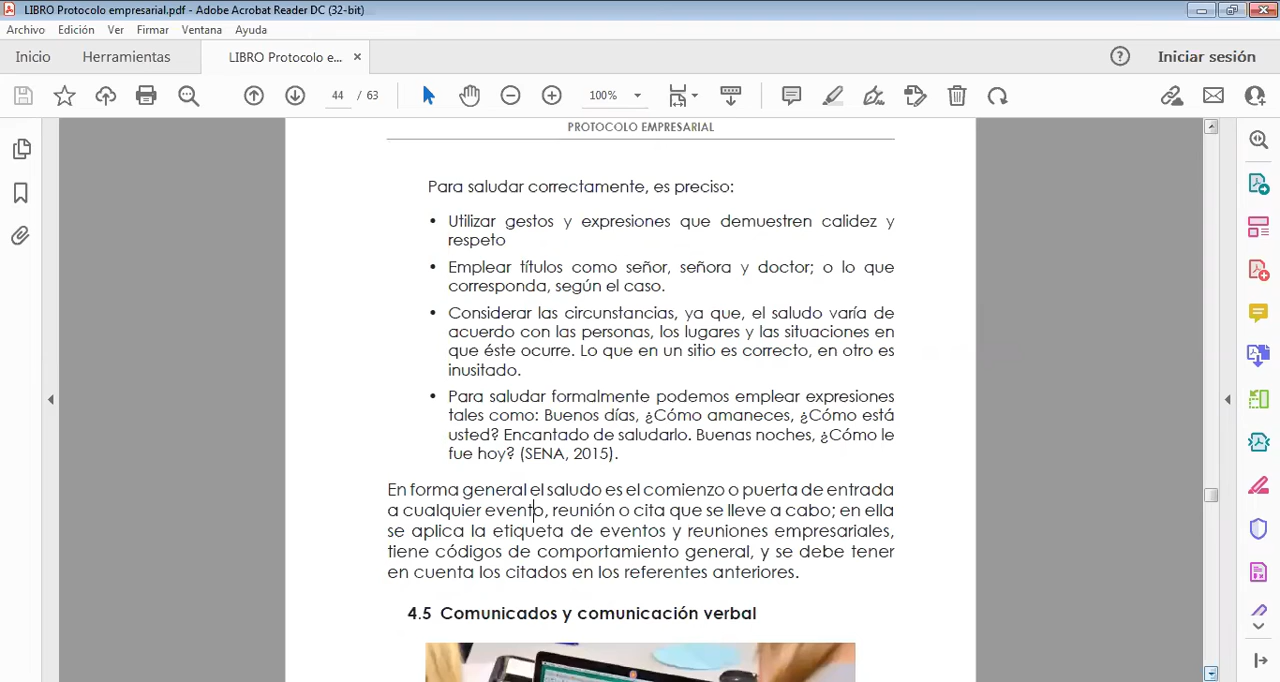 LIBRO Protocolo empresarial.pdf - Adobe Acrobat Reader DC (32-bit)
Archivo Edición Ver Firmar Ventana Ayuda
Inicio Herramientas LIBRO Protocolo e... Iniciar sesión
44 / 63 100%
PROTOCOLO EMPRESARIAL
Para saludar correctamente, es preciso:
• Utilizar gestos y expresiones que demuestren calidez y
respeto
• Emplear títulos como señor, señora y doctor; o lo que
corresponda, según el caso.
• Considerar las circunstancias, ya que, el saludo varía de
acuerdo con las personas, los lugares y las situaciones en
que éste ocurre. Lo que en un sitio es correcto, en otro es
inusitado.
• Para saludar formalmente podemos emplear expresiones
tales como: Buenos días, ¿Cómo amaneces, ¿Cómo está
usted? Encantado de saludarlo. Buenas noches, ¿Cómo le
fue hoy? (SENA, 2015).
En forma general el saludo es el comienzo o puerta de entrada
a cualquier evento, reunión o cita que se lleve a cabo; en ella
se aplica la etiqueta de eventos y reuniones empresariales,
tiene códigos de comportamiento general, y se debe tener
en cuenta los citados en los referentes anteriores.
4.5 Comunicados y comunicación verbal